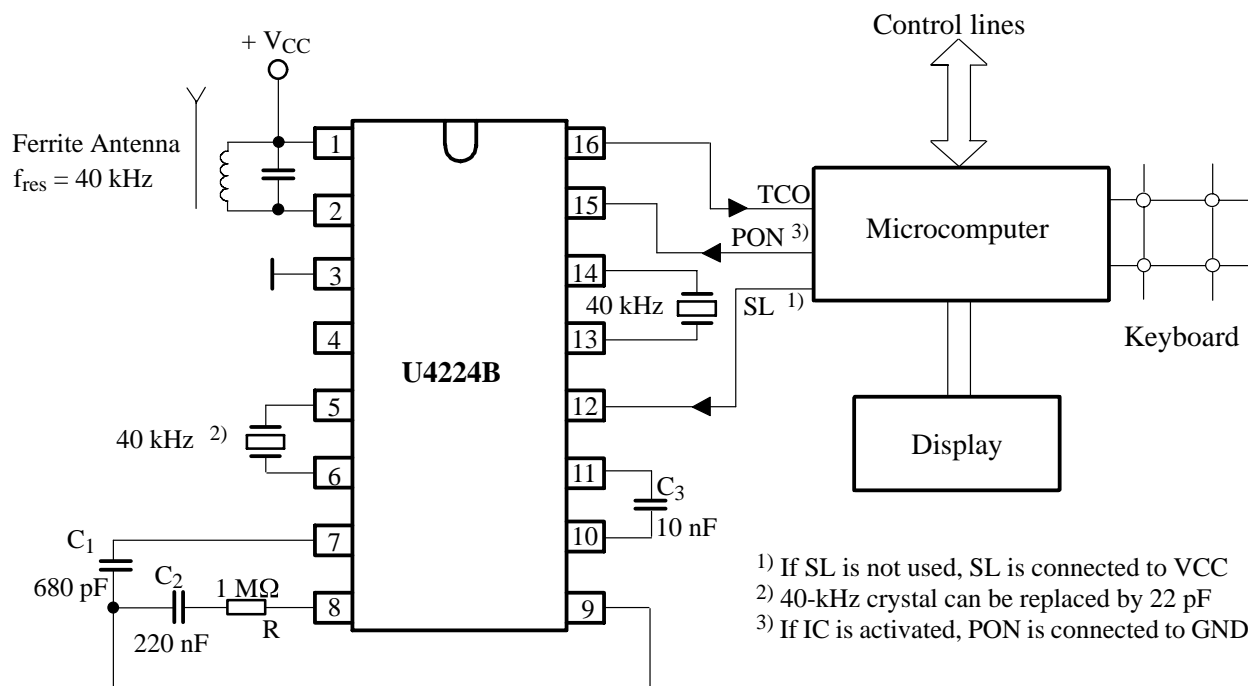 Control lines
+ VCC
Ferrite Antenna
fres = 40 kHz
1
2
3
4
5
6
7
8
U4224B
16
15
14
13
12
11
10
9
TCO
PON 3)
SL 1)
40 kHz
40 kHz 2)
Microcomputer
Keyboard
Display
C3
10 nF
C1
680 pF
C2
220 nF
1 MΩ
R
1) If SL is not used, SL is connected to VCC
2) 40-kHz crystal can be replaced by 22 pF
3) If IC is activated, PON is connected to GND